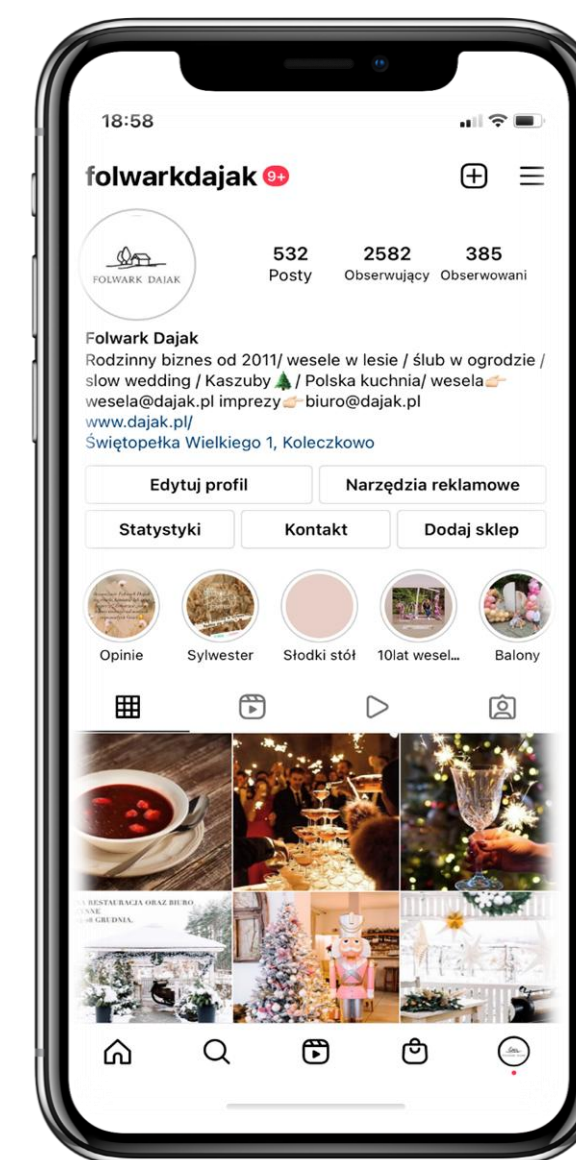 18:58
folwarkdajak 9+
FOLWARK DAJAK
532 2582 385
Posty Obserwujący Obserwowani
Folwark Dajak
Rodzinny biznes od 2011/ wesele w lesie / ślub w ogrodzie /
slow wedding / Kaszuby🌲/ Polska kuchnia/ wesela👉🏻
wesela@dajak.pl imprezy👉🏻biuro@dajak.pl
www.dajak.pl/
Świętopełka Wielkiego 1, Koleczkowo
Edytuj profil Narzędzia reklamowe
Statystyki Kontakt Dodaj sklep
Opinie Sylwester Słodki stół 10lat wesel... Balony
RESTAURACJA ORAZ BIURO
GRUDNIA.